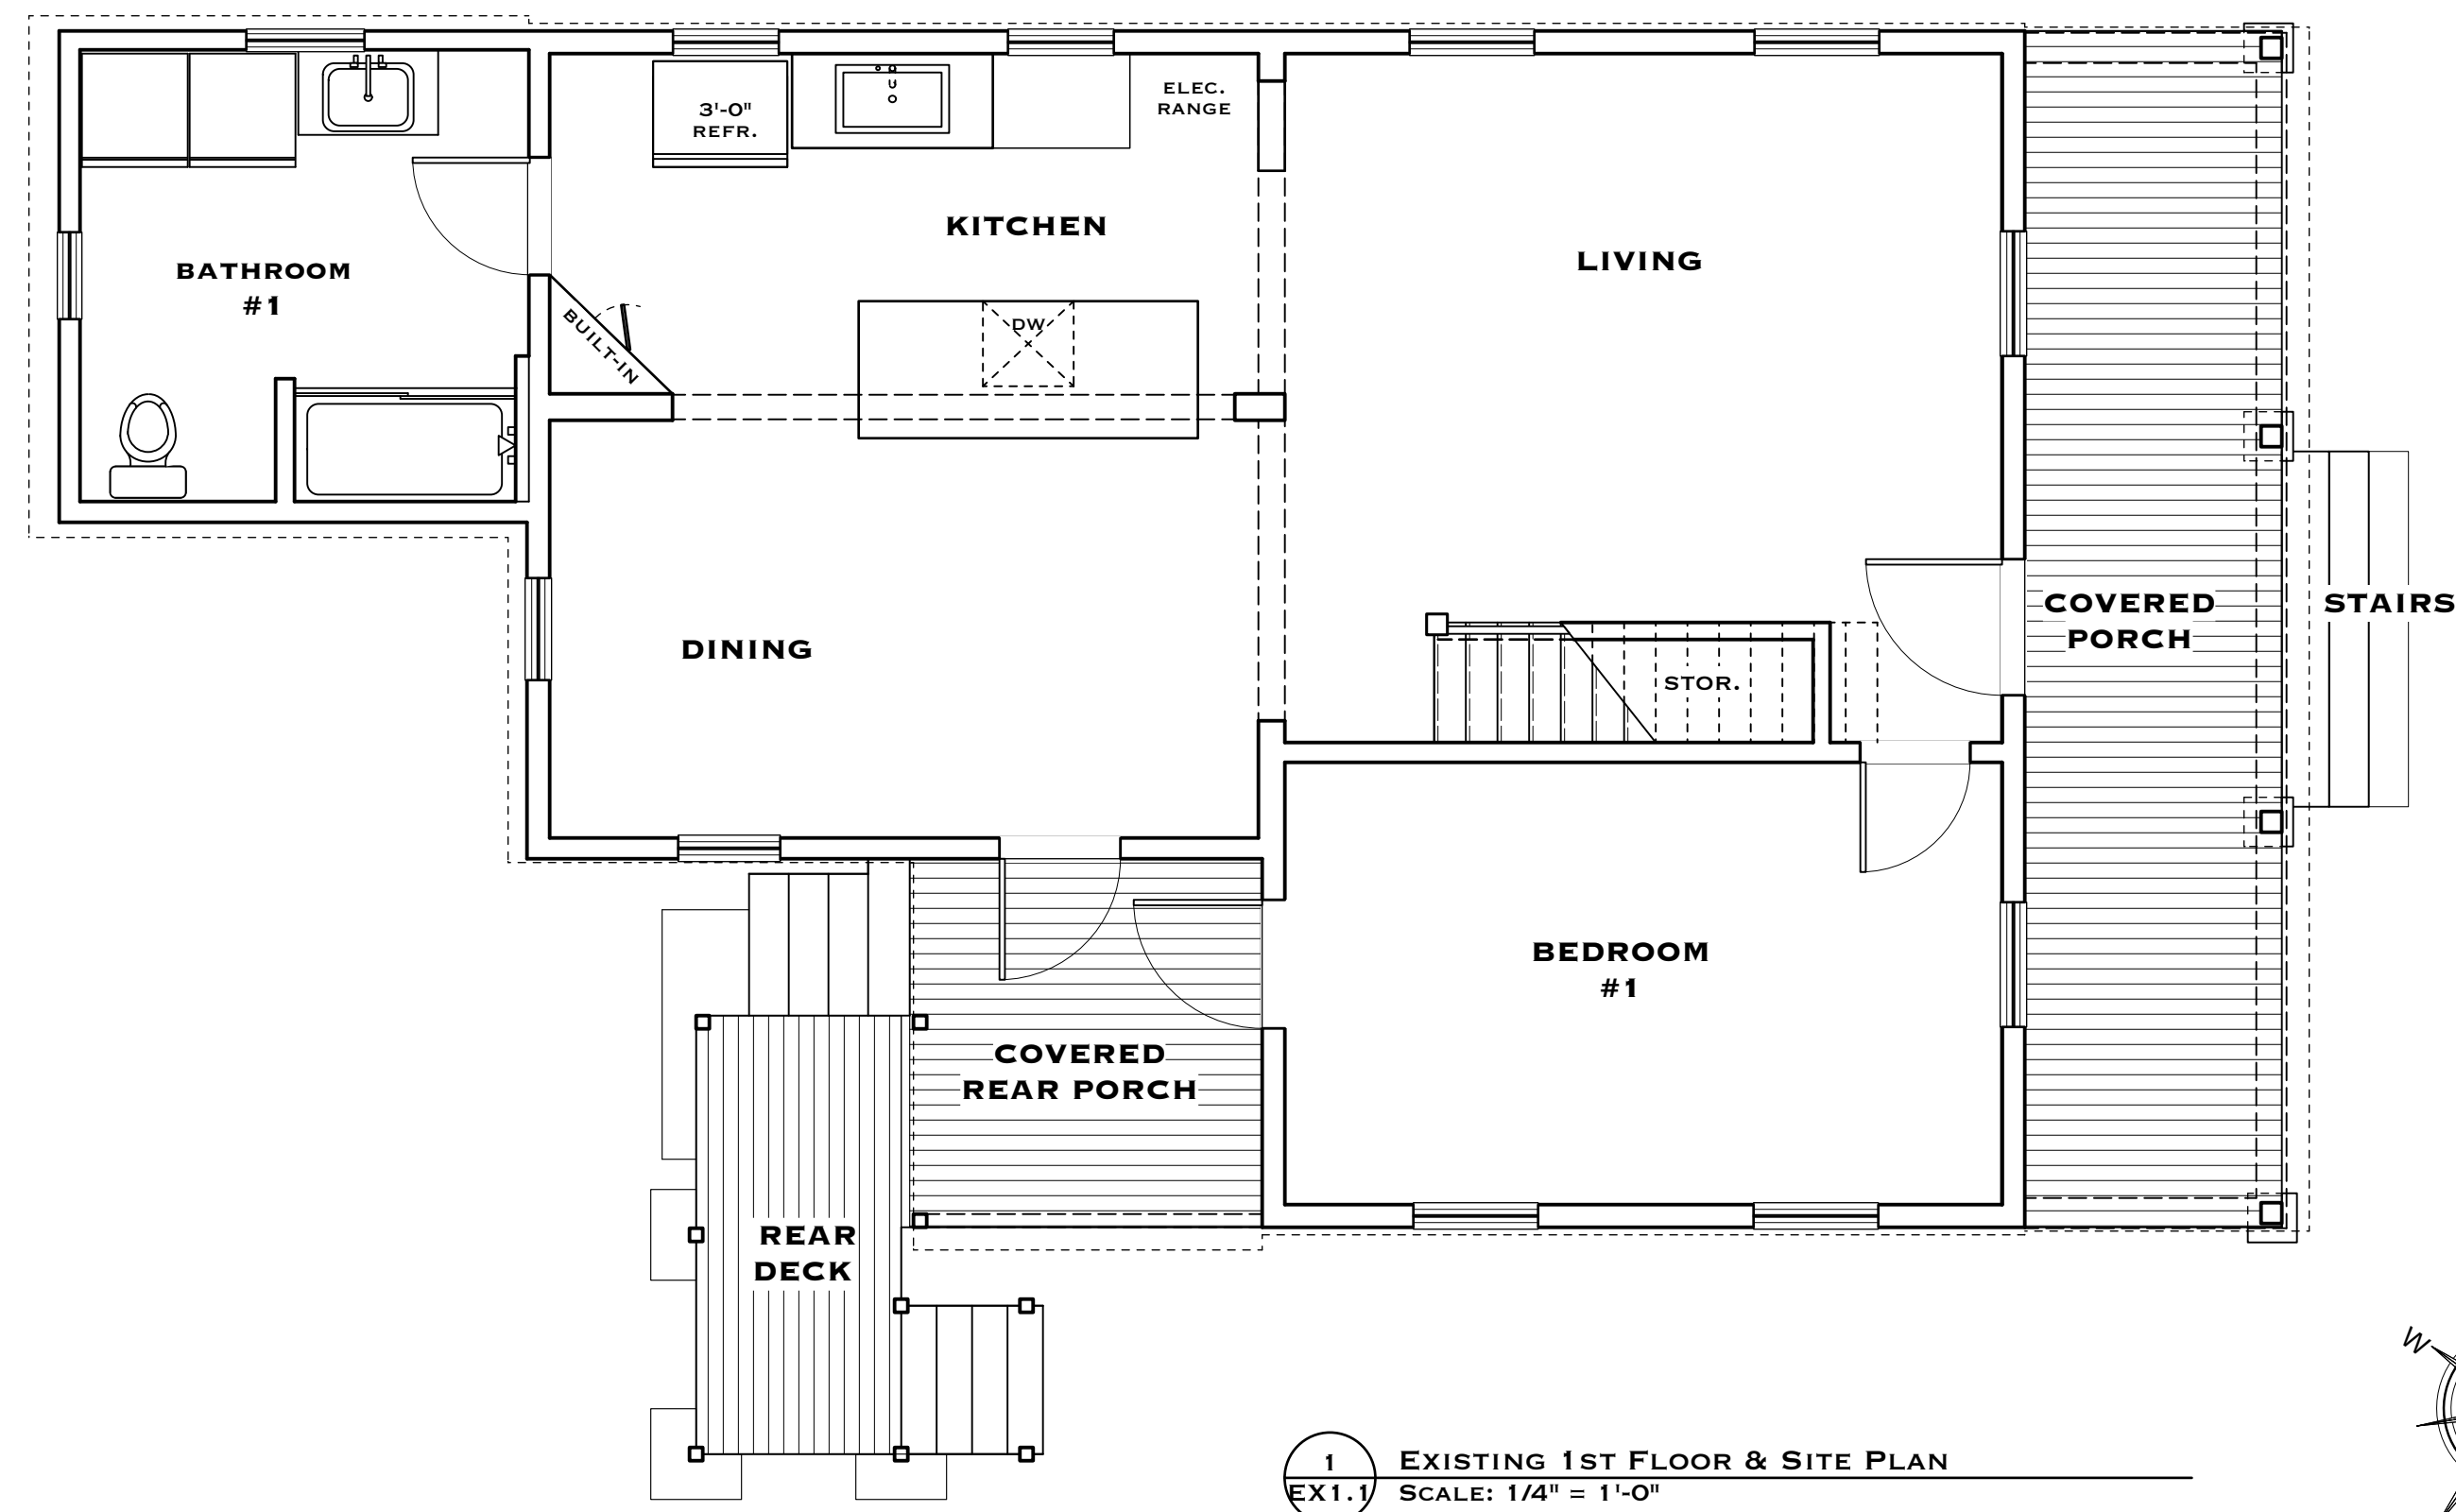 3'-0"
REFR.
ELEC.
RANGE
KITCHEN
LIVING
BATHROOM
#1
BUILT-IN
DW
COVERED
PORCH
STAIRS
DINING
STOR.
BEDROOM
#1
COVERED
REAR PORCH
REAR
DECK
W
1
EX1.1
EXISTING 1ST FLOOR & SITE PLAN
SCALE: 1/4" = 1'-0"